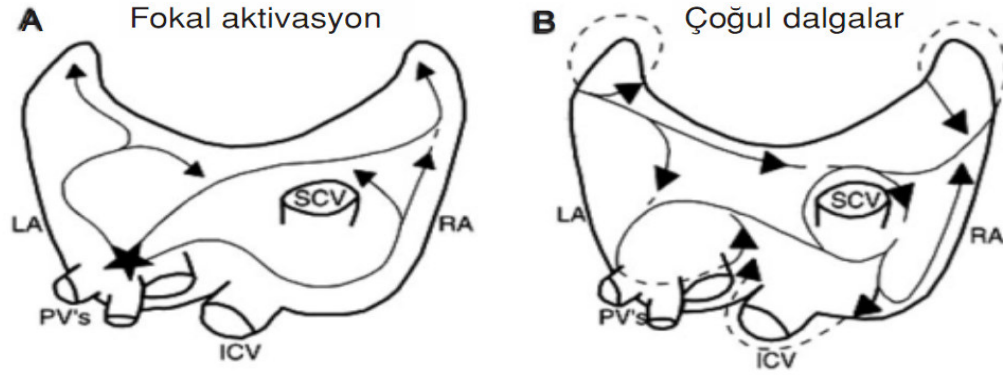 A Fokal aktivasyon
LA
SCV
RA
PV's
ICV
B Çoğul dalgalar
LA
SCV
RA
PV's
ICV